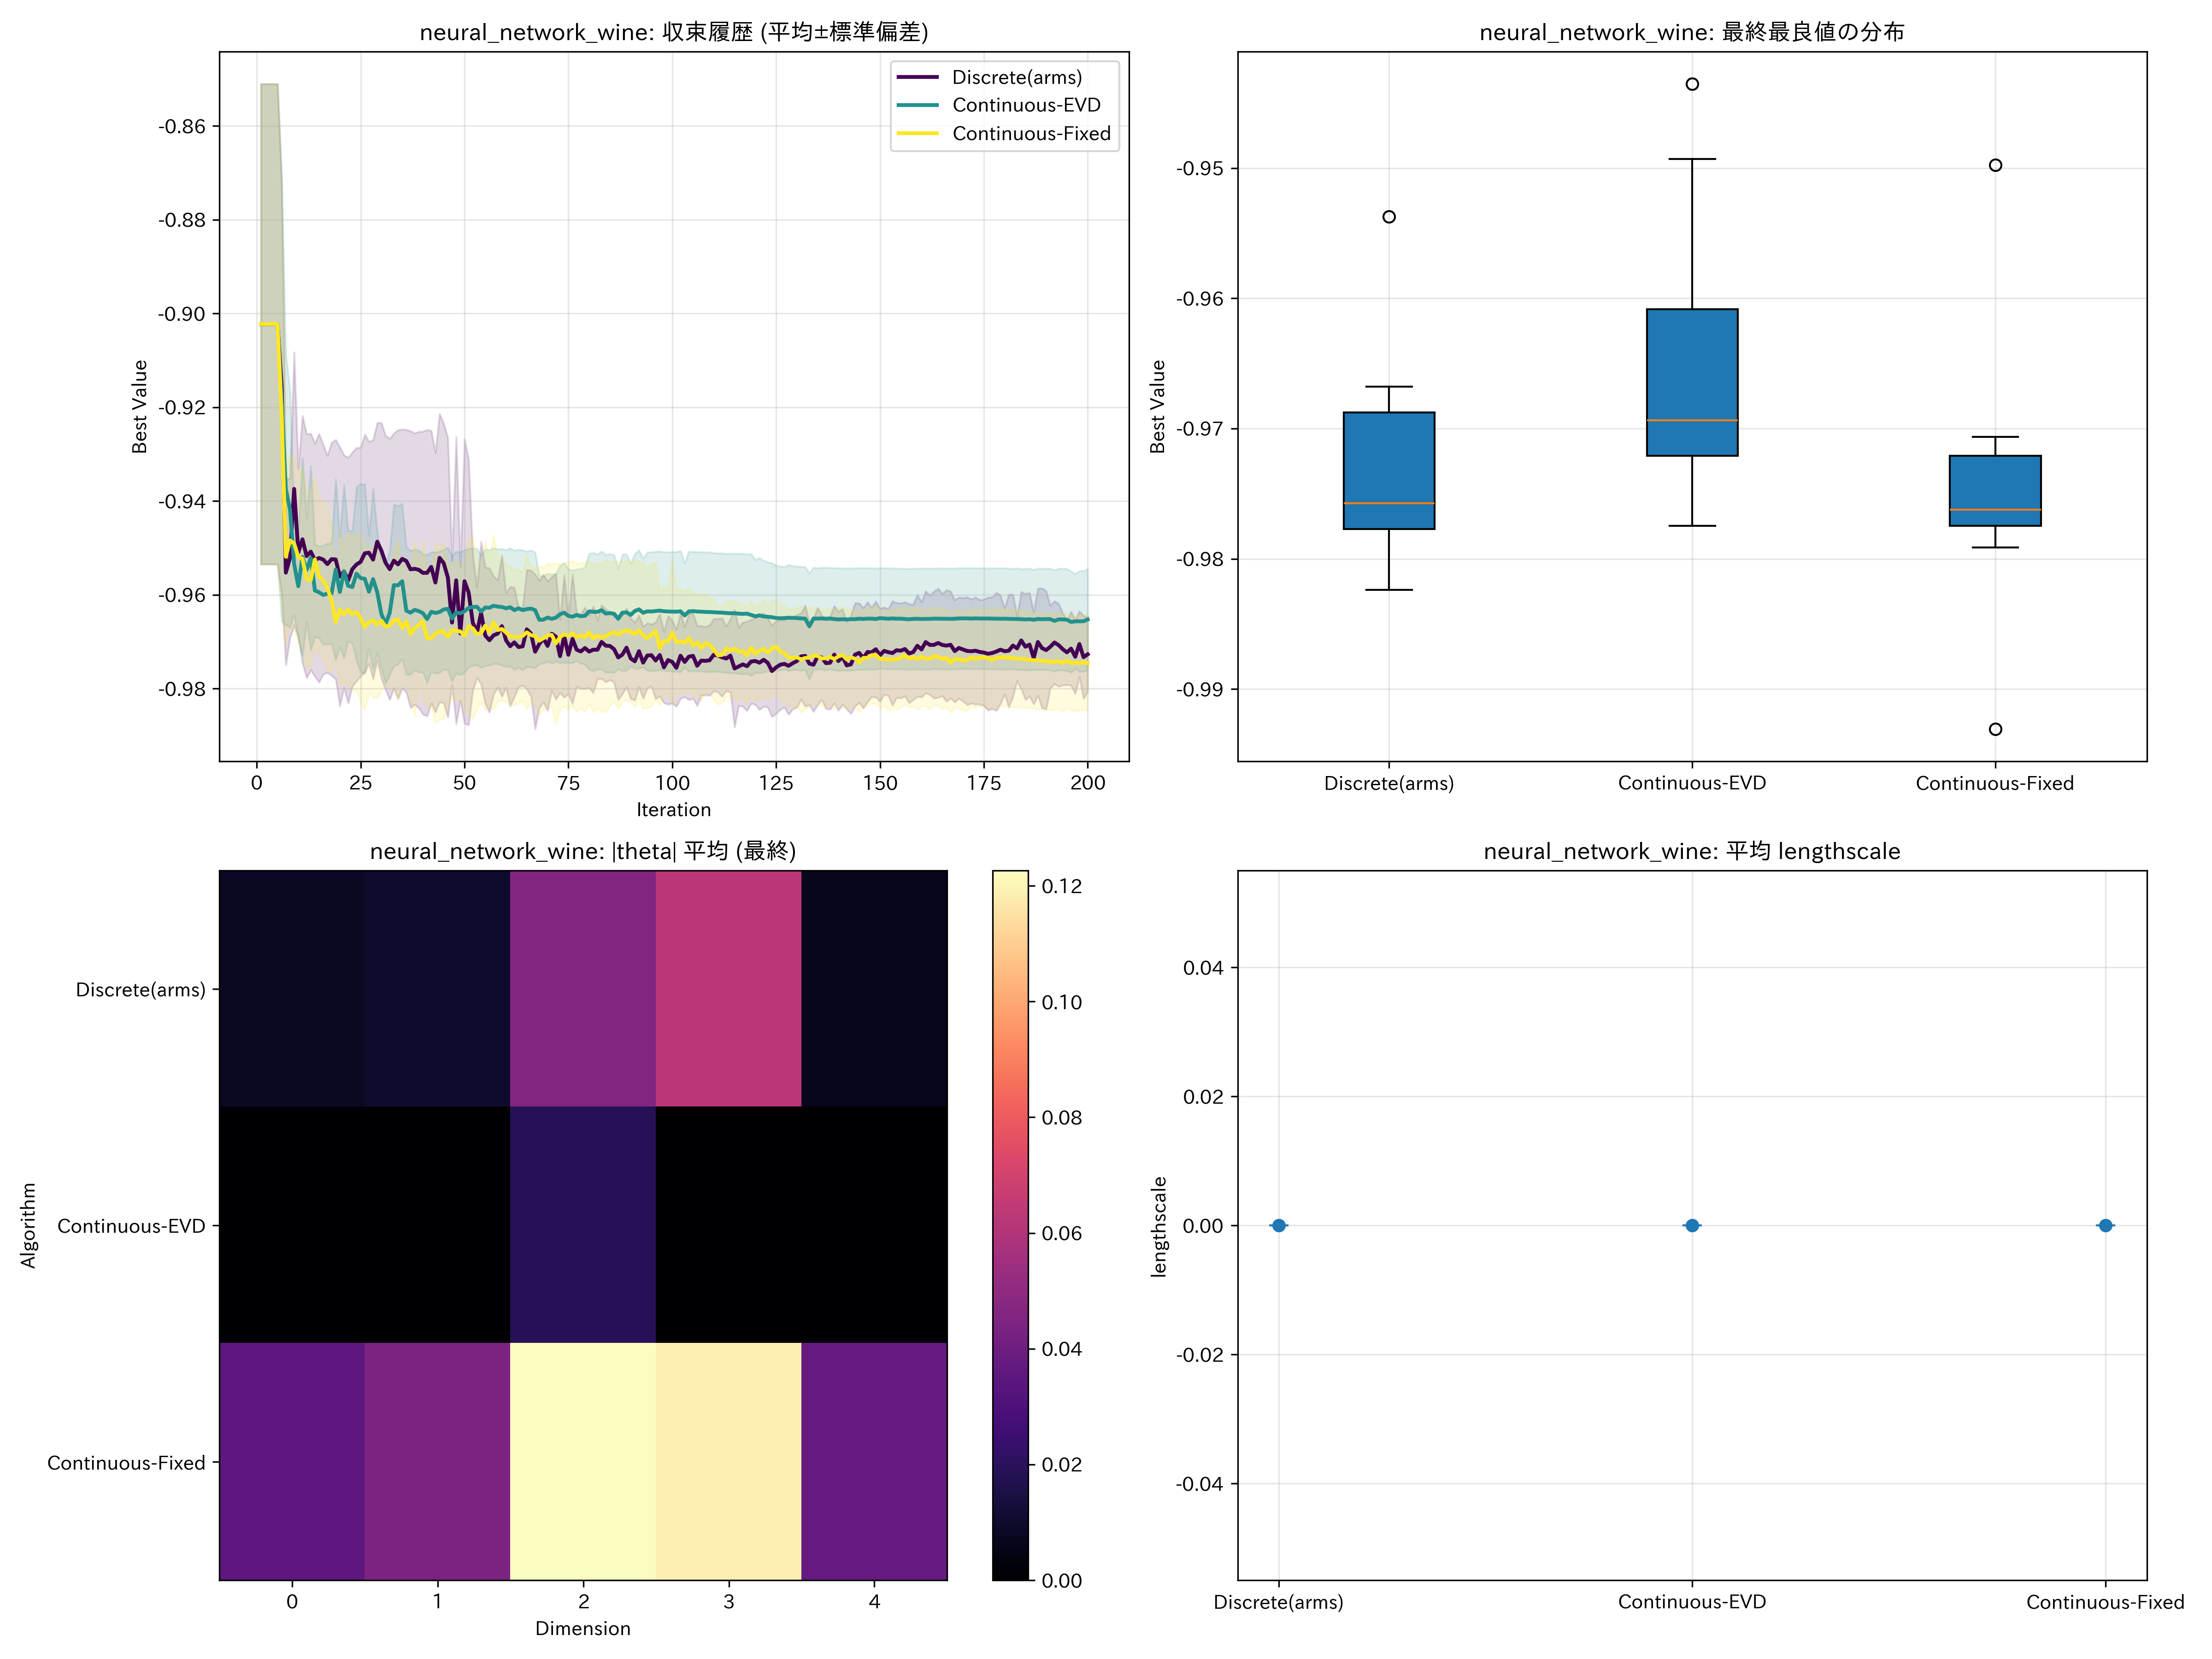 neural_network_wine: 収束履歴 (平均±標準偏差)
Discrete(arms)
Continuous-EVD
Continuous-Fixed
Best Value
-0.86
-0.88
-0.90
-0.92
-0.94
-0.96
-0.98
0 25 50 75 100 125 150 175 200
Iteration
neural_network_wine: 最終最良値の分布
Best Value
-0.95
-0.96
-0.97
-0.98
-0.99
Discrete(arms) Continuous-EVD Continuous-Fixed
neural_network_wine: |theta| 平均 (最終)
Algorithm
Discrete(arms)
Continuous-EVD
Continuous-Fixed
0 1 2 3 4
Dimension
0.12
0.10
0.08
0.06
0.04
0.02
0.00
neural_network_wine: 平均 lengthscale
lengthscale
0.04
0.02
0.00
-0.02
-0.04
Discrete(arms) Continuous-EVD Continuous-Fixed